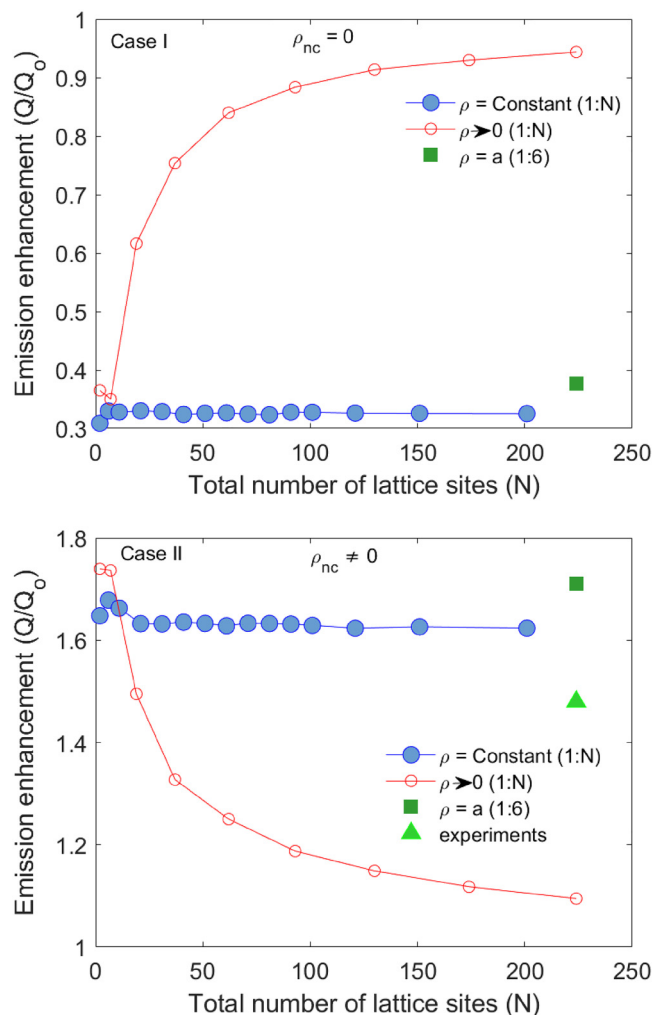 Case I
ρnc = 0
1
0.9
0.8
0.7
0.6
0.5
0.4
0.3
Emission enhancement (Q/Qo)
ρ = Constant (1:N)
ρ➔0 (1:N)
ρ = a (1:6)
0 50 100 150 200 250
Total number of lattice sites (N)
Case II
ρnc ≠ 0
1.8
1.6
1.4
1.2
1
Emission enhancement (Q/Qo)
ρ = Constant (1:N)
ρ➔0 (1:N)
ρ = a (1:6)
experiments
0 50 100 150 200 250
Total number of lattice sites (N)